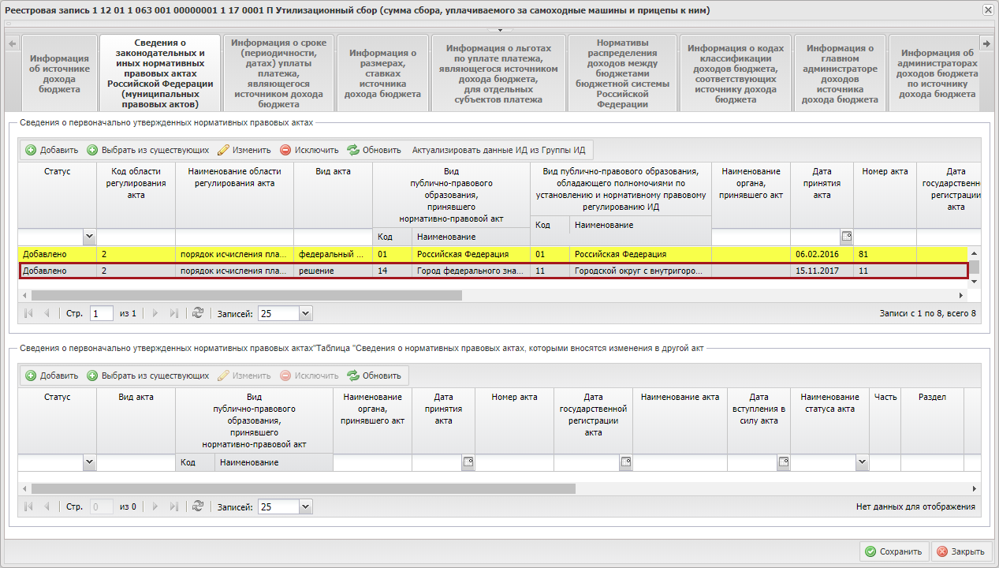 Реестровая запись 1 12 01 1 063 001 00000001 1 17 0001 П Утилизационный сбор (сумма сбора, уплачиваемого за самоходные машины и прицепы к ним)
Информация
об источнике
дохода
бюджета
Сведения о
законодательных и
иных нормативных
правовых актах
Российской Федерации
(муниципальных
правовых актов)
Информация о сроке
(периодичности,
датах) уплаты
платежа,
являющегося
источником дохода
бюджета
Информация о
размерах,
ставках
источника
дохода бюджета
Информация о льготах
по уплате платежа,
являющегося источником
дохода бюджета,
для отдельных
субъектов платежа
Нормативы
распределения
доходов между
бюджетами
бюджетной системы
Российской
Федерации
Информация о кодах
классификации
доходов бюджета,
соответствующих
источнику дохода
бюджета
Информация о
главном
администраторе
доходов
источника
дохода бюджета
Информация об
администраторах
доходов бюджета
по источнику
дохода бюджета
Сведения о первоначально утвержденных нормативных правовых актах
Добавить Выбрать из существующих Изменить Исключить Обновить Актуализировать данные ИД из Группы ИД
Статус
Код области
регулирования
акта
Наименование области
регулирования акта
Вид акта
Вид
публично-правового
образования,
принявшего
нормативно-правовой акт
Вид публично-правового образования,
обладающего полномочиями по
установлению и нормативному правовому
регулированию ИД
Наименование
органа,
принявшего акт
Дата
принятия
акта
Номер акта
Дата
государственн
регистрации
акта
Код Наименование Код Наименование
Добавлено 2 порядок исчисления пла... федеральный ... 01 Российская Федерация 01 Российская Федерация 06.02.2016 81
Добавлено 2 порядок исчисления пла... решение 14 Город федерального зна... 11 Городской округ с внутригоро... 15.11.2017 11
Стр. 1 из 1 Записей: 25 Записи с 1 по 8, всего 8
Сведения о первоначально утвержденных нормативных правовых актах"Таблица "Сведения о нормативных правовых актах, которыми вносятся изменения в другой акт
Добавить Выбрать из существующих Изменить Исключить Обновить
Статус
Вид акта
Вид
публично-правового
образования,
принявшего
нормативно-правовой акт
Наименование
органа,
принявшего акт
Дата
принятия
акта
Номер акта
Дата
государственной
регистрации
акта
Наименование акта
Дата
вступления в
силу акта
Наименование
статуса акта
Часть
Раздел
Код Наименование
Стр. 0 из 0 Записей: 25 Нет данных для отображения
Сохранить Закрыть